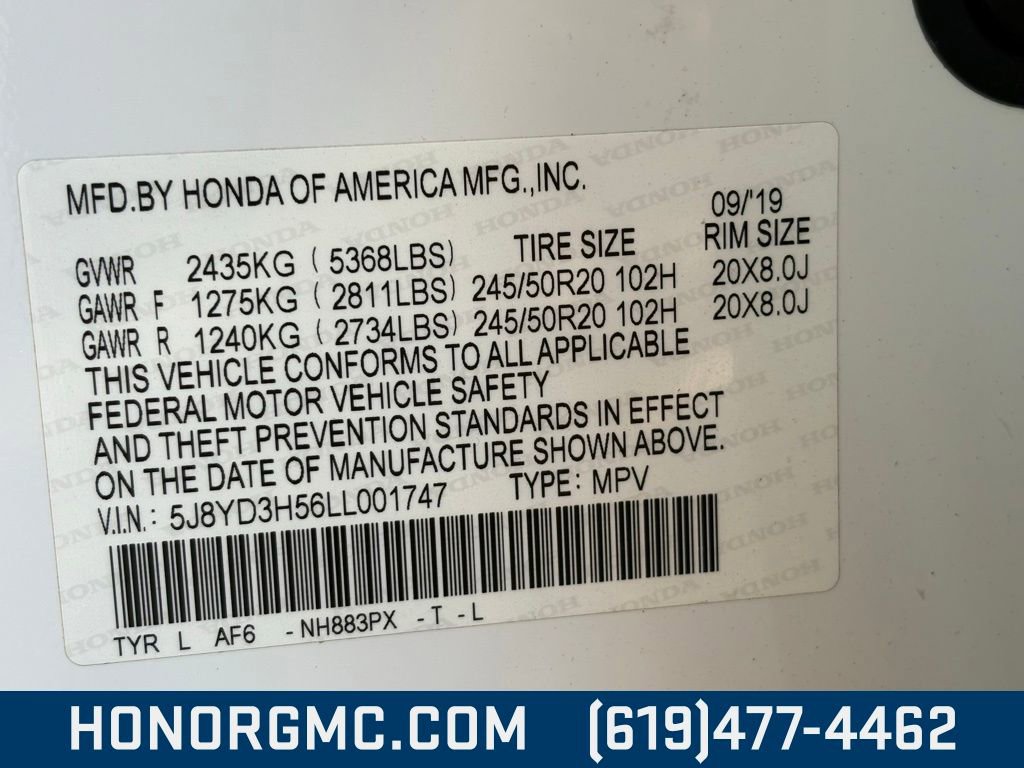 MFD.BY HONDA OF AMERICA MFG.,INC. 09/'19
TIRE SIZE RIM SIZE
GVWR 2435KG ( 5368LBS)
GAWR F 1275KG ( 2811LBS) 245/50R20 102H 20X8.0J
GAWR R 1240KG ( 2734LBS) 245/50R20 102H 20X8.0J
THIS VEHICLE CONFORMS TO ALL APPLICABLE
FEDERAL MOTOR VEHICLE SAFETY
AND THEFT PREVENTION STANDARDS IN EFFECT
ON THE DATE OF MANUFACTURE SHOWN ABOVE.
V.I.N.: 5J8YD3H56LL001747 TYPE: MPV
TYR L AF6 -NH883PX -T -L
HONORGMC.COM (619)477-4462